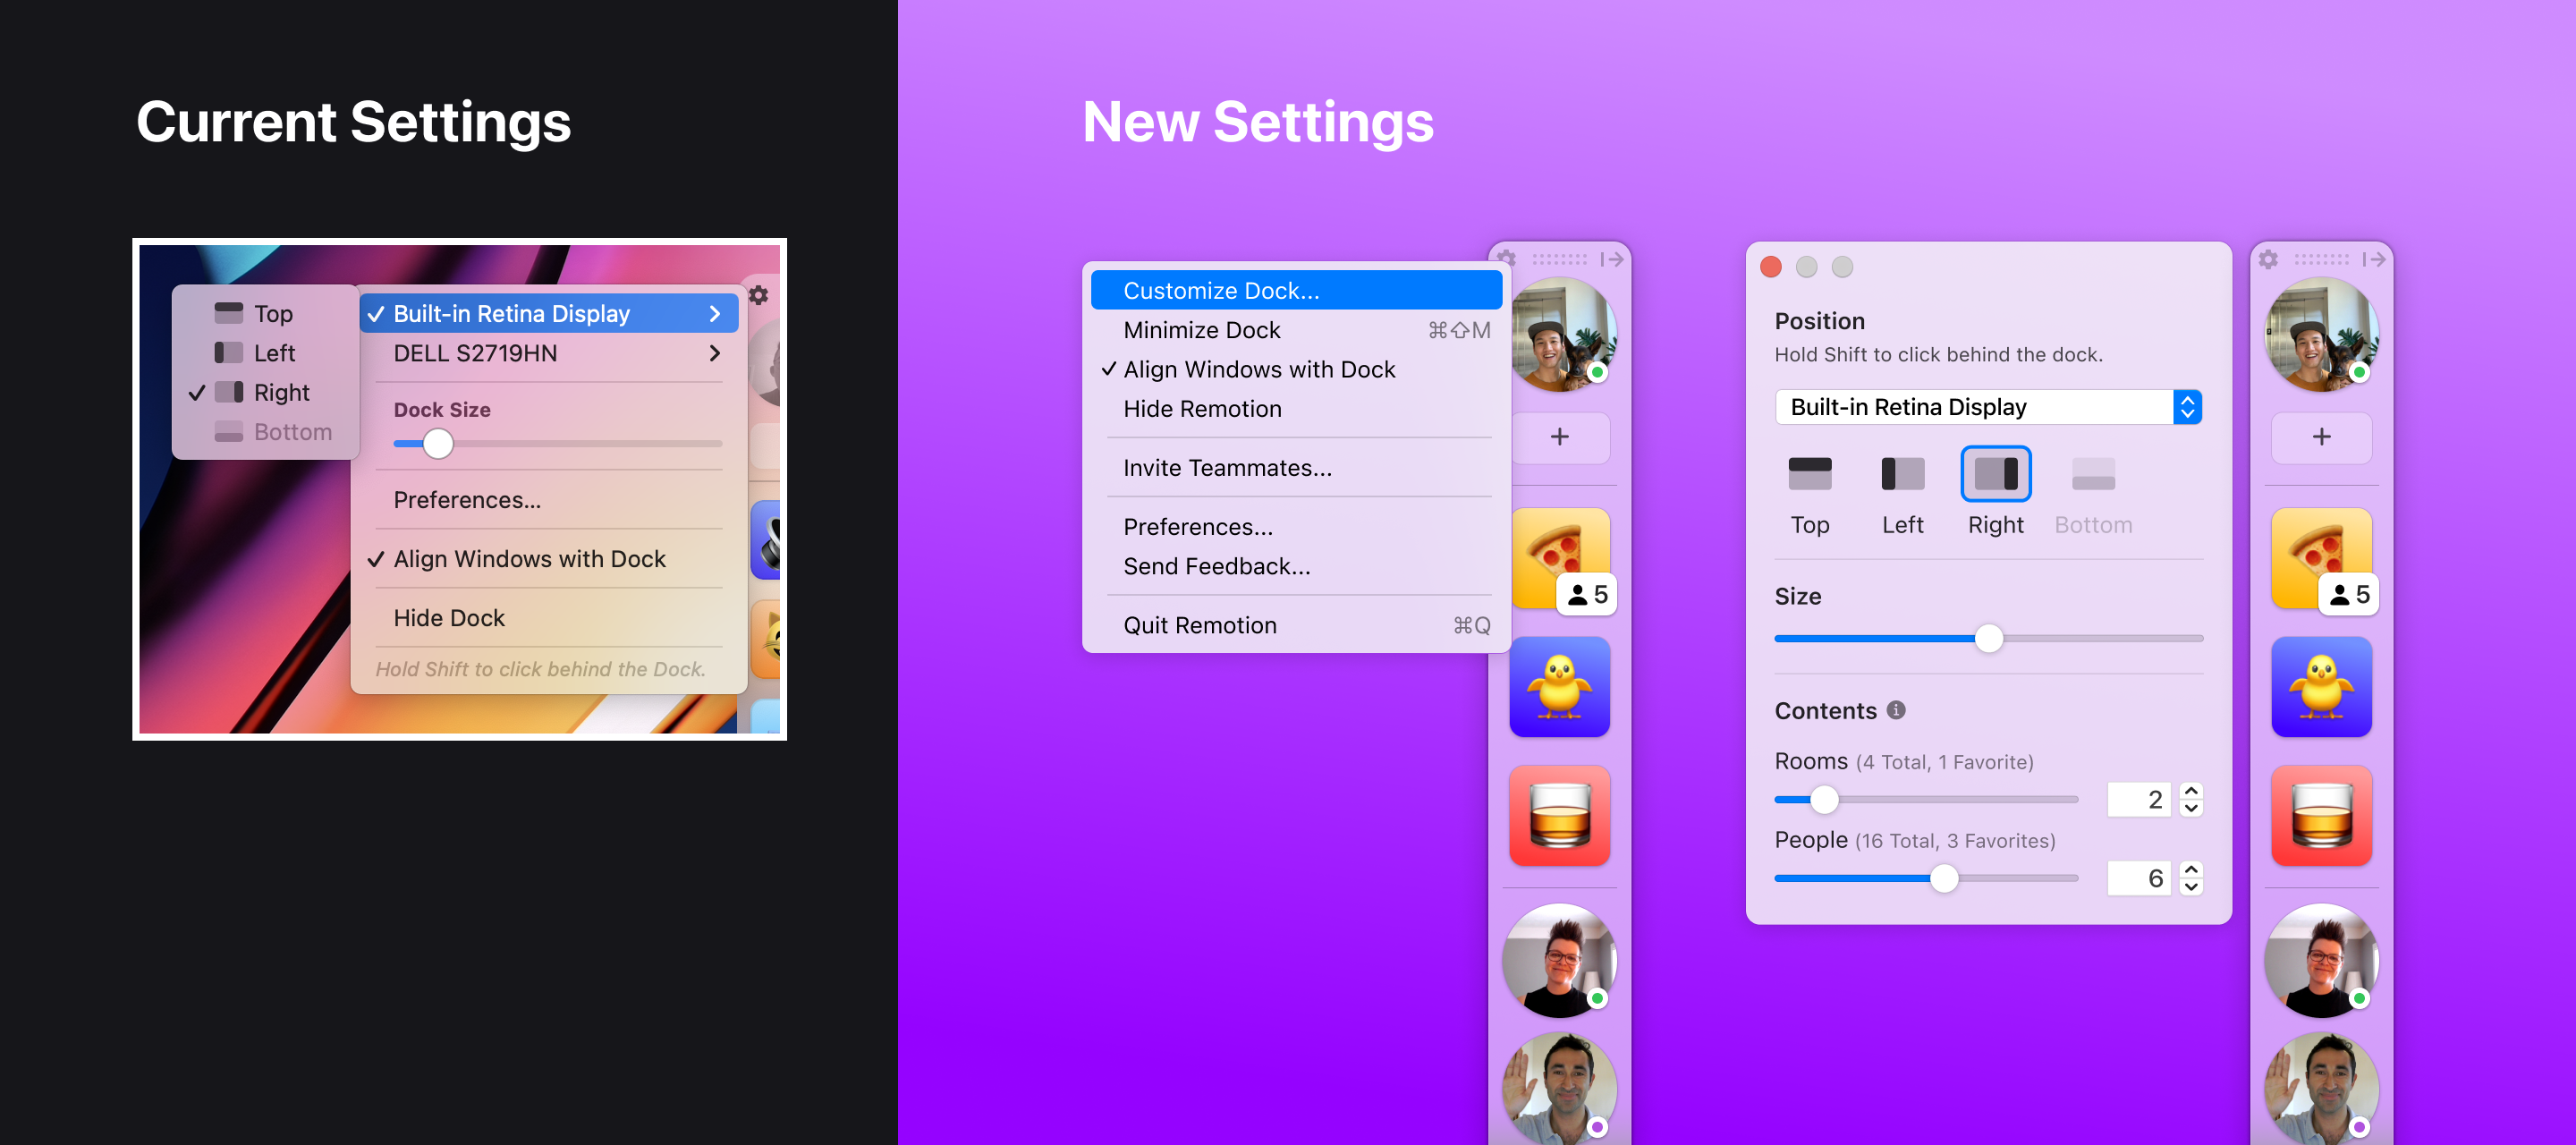 Current Settings
Top
Left
Right
Bottom
Built-in Retina Display
DELL S2719HN
Dock Size
Preferences...
Align Windows with Dock
Hide Dock
Hold Shift to click behind the Dock.
New Settings
Customize Dock...
Minimize Dock ⌘⇧M
Align Windows with Dock
Hide Remotion
Invite Teammates...
Preferences...
Send Feedback...
Quit Remotion ⌘Q
5
Position
Hold Shift to click behind the dock.
Built-in Retina Display
Top Left Right Bottom
Size
Contents
Rooms (4 Total, 1 Favorite)
2
People (16 Total, 3 Favorites)
6
5